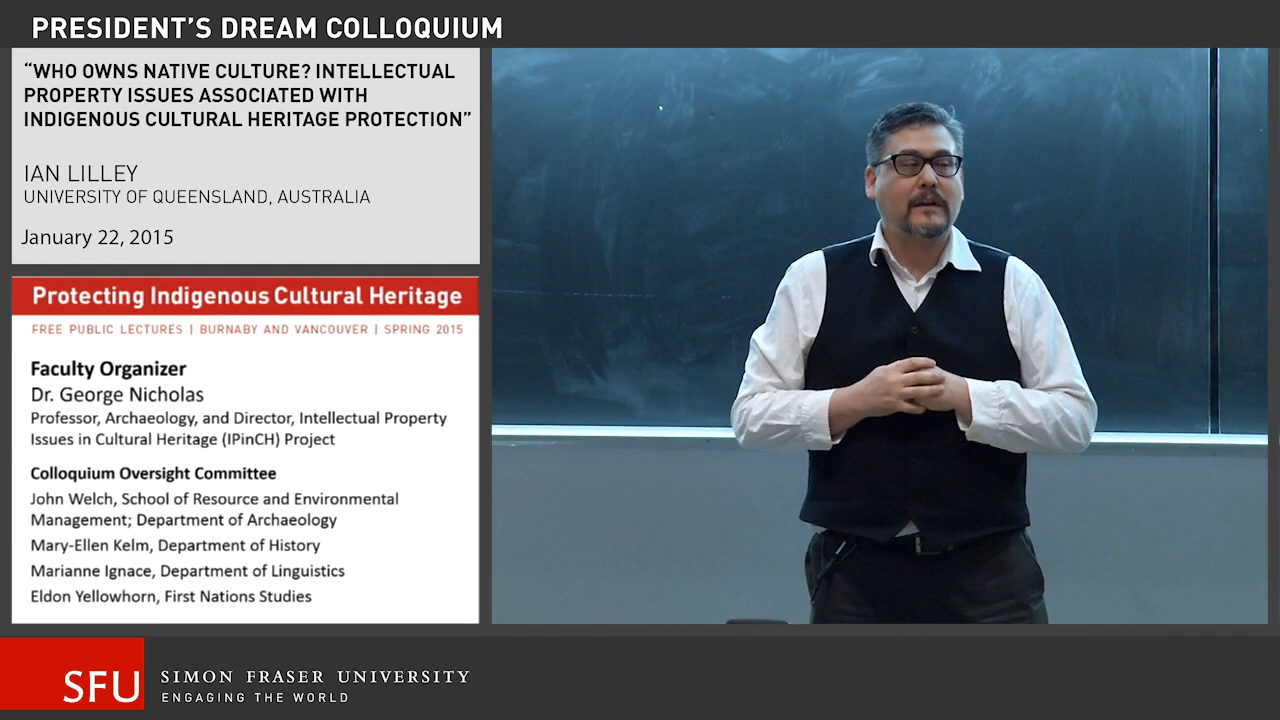 PRESIDENT'S DREAM COLLOQUIUM
“WHO OWNS NATIVE CULTURE? INTELLECTUAL
PROPERTY ISSUES ASSOCIATED WITH
INDIGENOUS CULTURAL HERITAGE PROTECTION”
IAN LILLEY
UNIVERSITY OF QUEENSLAND, AUSTRALIA
January 22, 2015
Protecting Indigenous Cultural Heritage
FREE PUBLIC LECTURES | BURNABY AND VANCOUVER | SPRING 2015
Faculty Organizer
Dr. George Nicholas
Professor, Archaeology, and Director, Intellectual Property
Issues in Cultural Heritage (IPinCH) Project
Colloquium Oversight Committee
John Welch, School of Resource and Environmental
Management; Department of Archaeology
Mary-Ellen Kelm, Department of History
Marianne Ignace, Department of Linguistics
Eldon Yellowhorn, First Nations Studies
SFU
SIMON FRASER UNIVERSITY
ENGAGING THE WORLD